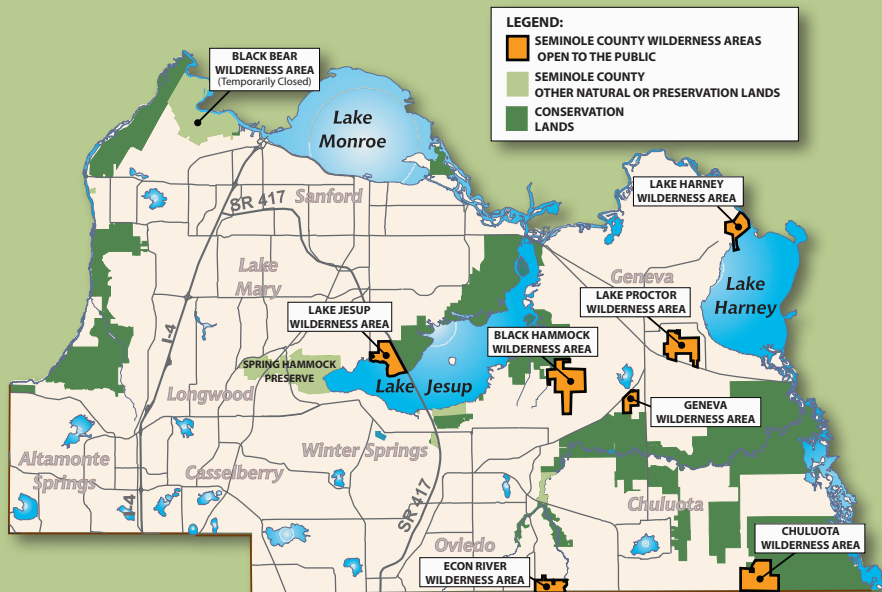 LEGEND:
SEMINOLE COUNTY WILDERNESS AREAS
OPEN TO THE PUBLIC
SEMINOLE COUNTY
OTHER NATURAL OR PRESERVATION LANDS
CONSERVATION
LANDS
BLACK BEAR
WILDERNESS AREA
(Temporarily Closed)
Lake
Monroe
LAKE HARNEY
WILDERNESS AREA
SR 417
Sanford
Lake
Mary
Geneva
Lake
Harney
LAKE PROCTOR
WILDERNESS AREA
LAKE JESUP
WILDERNESS AREA
I-4
BLACK HAMMOCK
WILDERNESS AREA
SPRING HAMMOCK
PRESERVE
Lake Jesup
Longwood
GENEVA
WILDERNESS AREA
Altamonte
Springs
Casselberry
Winter Springs
I-4
SR 417
Chuluota
Oviedo
CHULUOTA
WILDERNESS AREA
ECON RIVER
WILDERNESS AREA